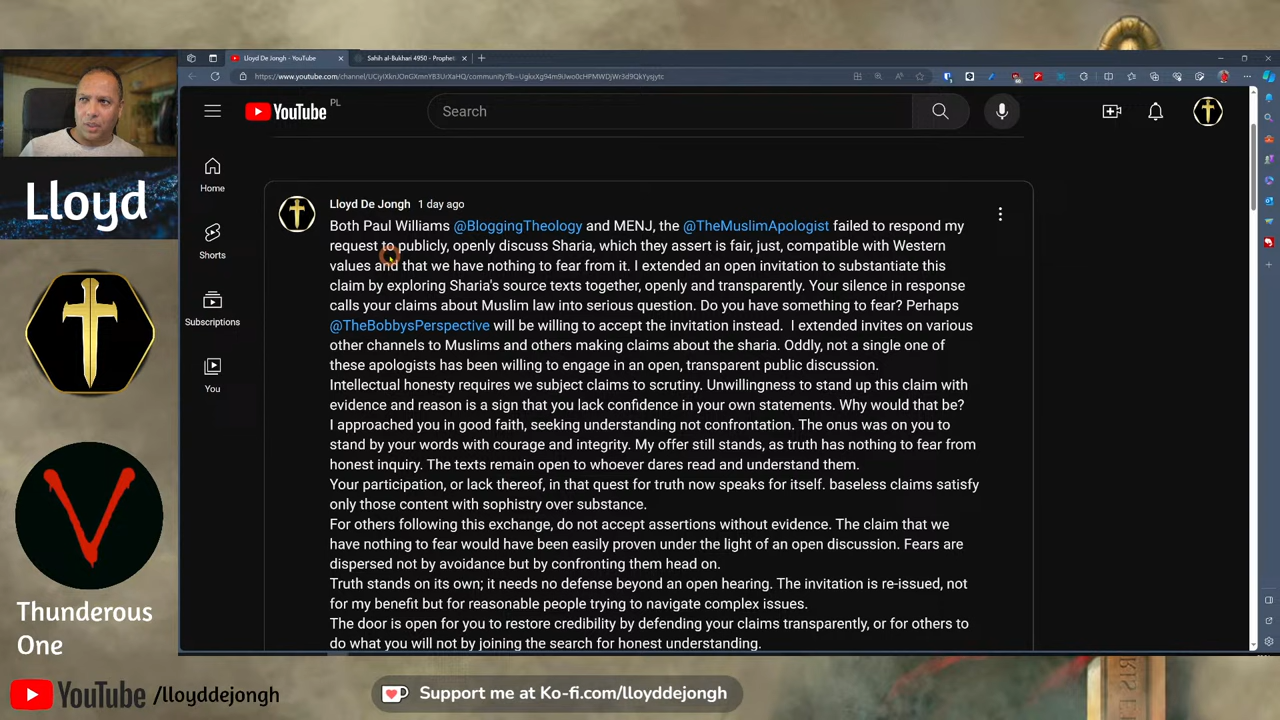 Lloyd De Jongh - YouTube
Sahih al-Bukhari 4950 - Prophet
https://www.youtube.com/channel/
YouTube PL
Search
Home
Shorts
Subscriptions
You
Lloyd
Thunderous
One
Lloyd De Jongh 1 day ago
Both Paul Williams @BloggingTheology and MENJ, the @TheMuslimApologist failed to respond my
request to publicly, openly discuss Sharia, which they assert is fair, just, compatible with Western
values and that we have nothing to fear from it. I extended an open invitation to substantiate this
claim by exploring Sharia's source texts together, openly and transparently. Your silence in response
calls your claims about Muslim law into serious question. Do you have something to fear? Perhaps
@TheBobbysPerspective will be willing to accept the invitation instead.  I extended invites on various
other channels to Muslims and others making claims about the sharia. Oddly, not a single one of
these apologists has been willing to engage in an open, transparent public discussion.
Intellectual honesty requires we subject claims to scrutiny. Unwillingness to stand up this claim with
evidence and reason is a sign that you lack confidence in your own statements. Why would that be?
I approached you in good faith, seeking understanding not confrontation. The onus was on you to
stand by your words with courage and integrity. My offer still stands, as truth has nothing to fear from
honest inquiry. The texts remain open to whoever dares read and understand them.
Your participation, or lack thereof, in that quest for truth now speaks for itself. baseless claims satisfy
only those content with sophistry over substance.
For others following this exchange, do not accept assertions without evidence. The claim that we
have nothing to fear would have been easily proven under the light of an open discussion. Fears are
dispersed not by avoidance but by confronting them head on.
Truth stands on its own; it needs no defense beyond an open hearing. The invitation is re-issued, not
for my benefit but for reasonable people trying to navigate complex issues.
The door is open for you to restore credibility by defending your claims transparently, or for others to
do what you will not by joining the search for honest understanding.
YouTube /lloyddejongh
Support me at Ko-fi.com/lloyddejongh